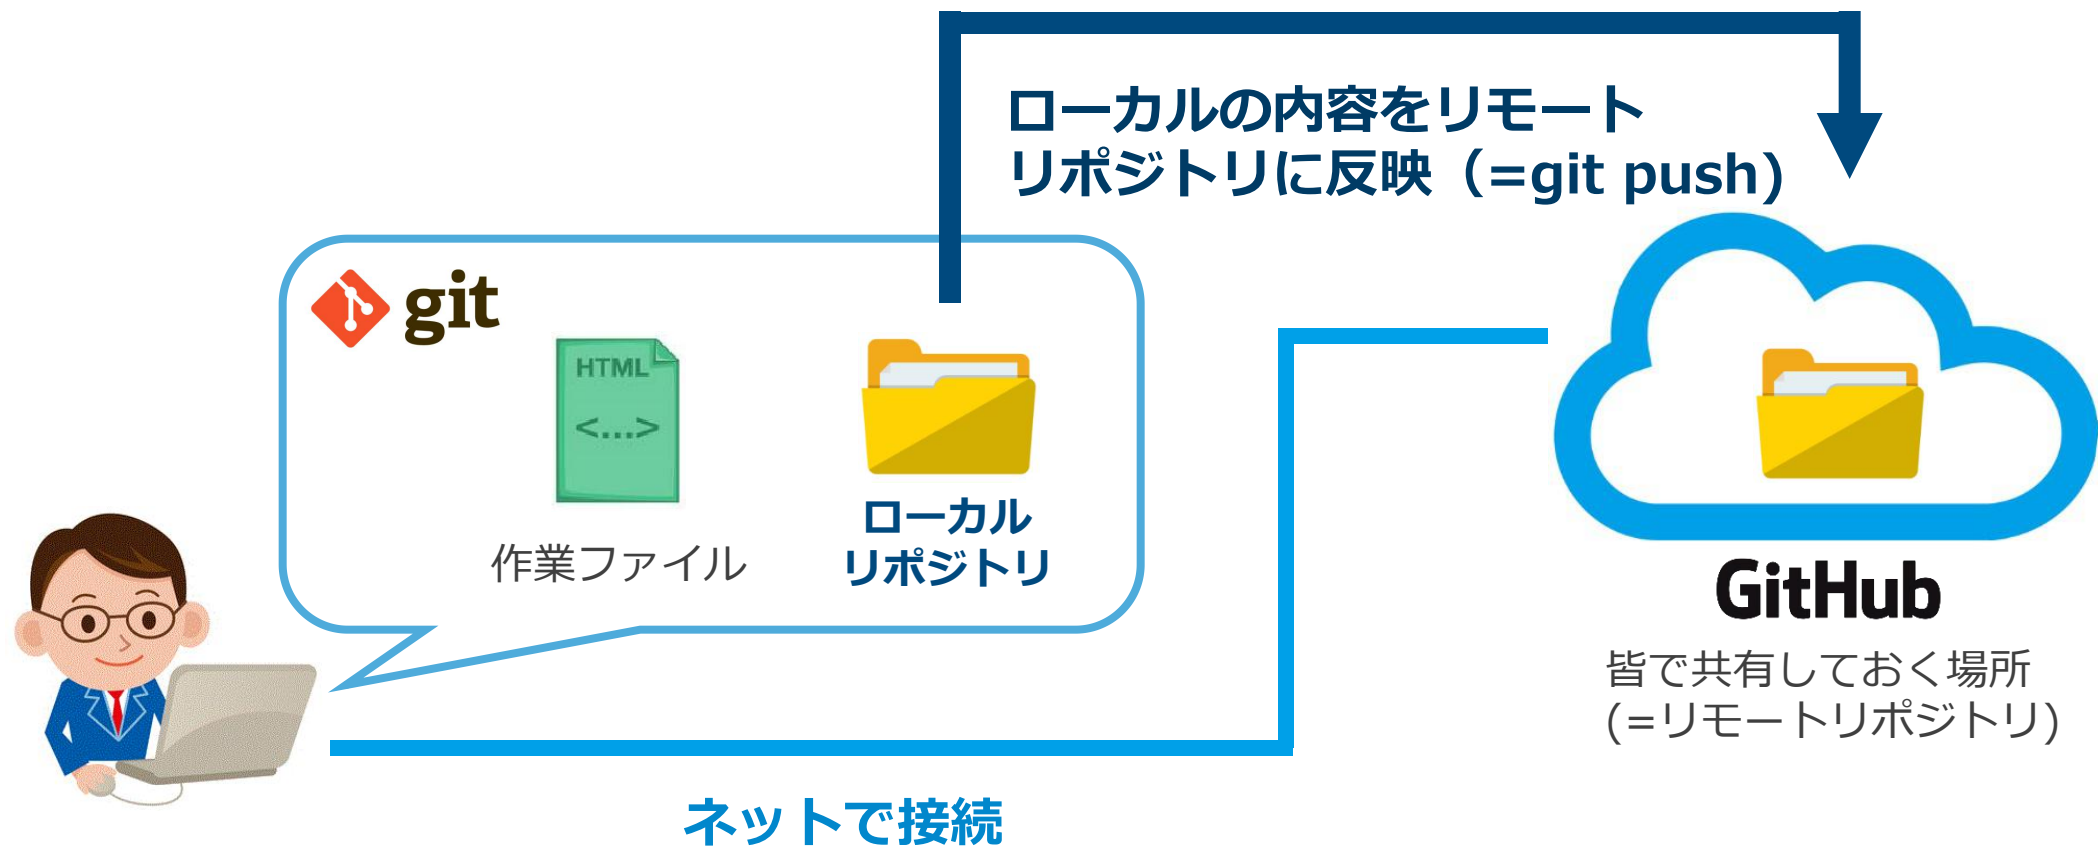 ローカルの内容をリモート
リポジトリに反映（=git push)
git
HTML
<...>
作業ファイル
ローカル
リポジトリ
GitHub
皆で共有しておく場所
(=リモートリポジトリ)
ネットで接続